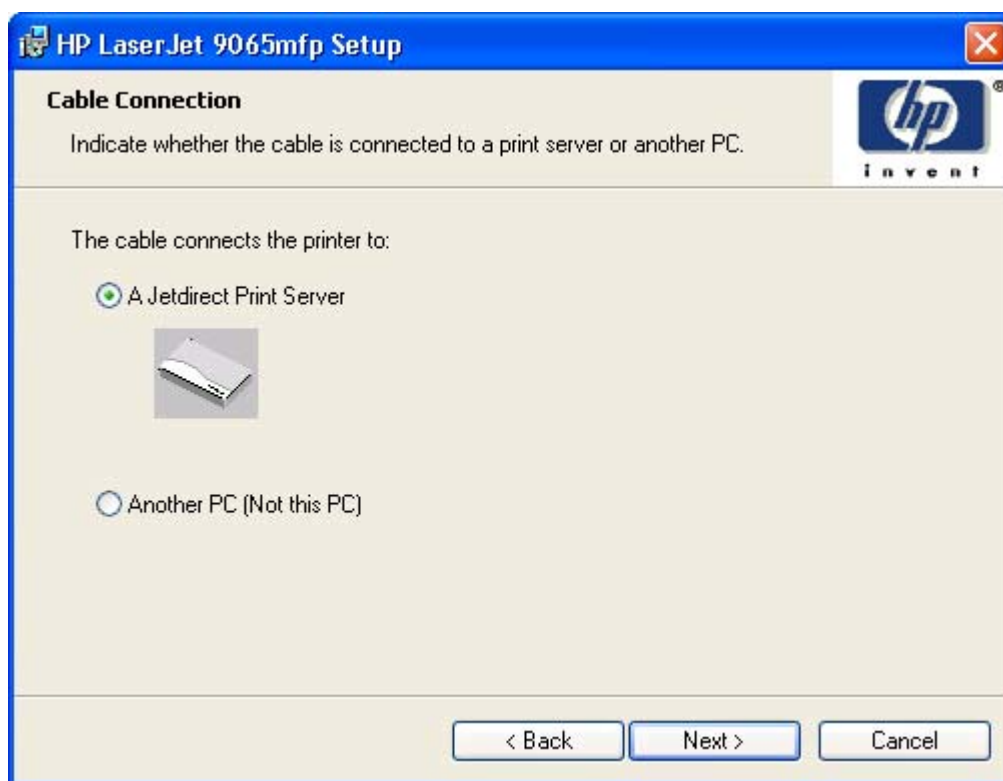 HP LaserJet 9065mfp Setup
Cable Connection
Indicate whether the cable is connected to a print server or another PC.
hp ®
invent
The cable connects the printer to:
A Jetdirect Print Server
Another PC (Not this PC)
< Back
Next >
Cancel